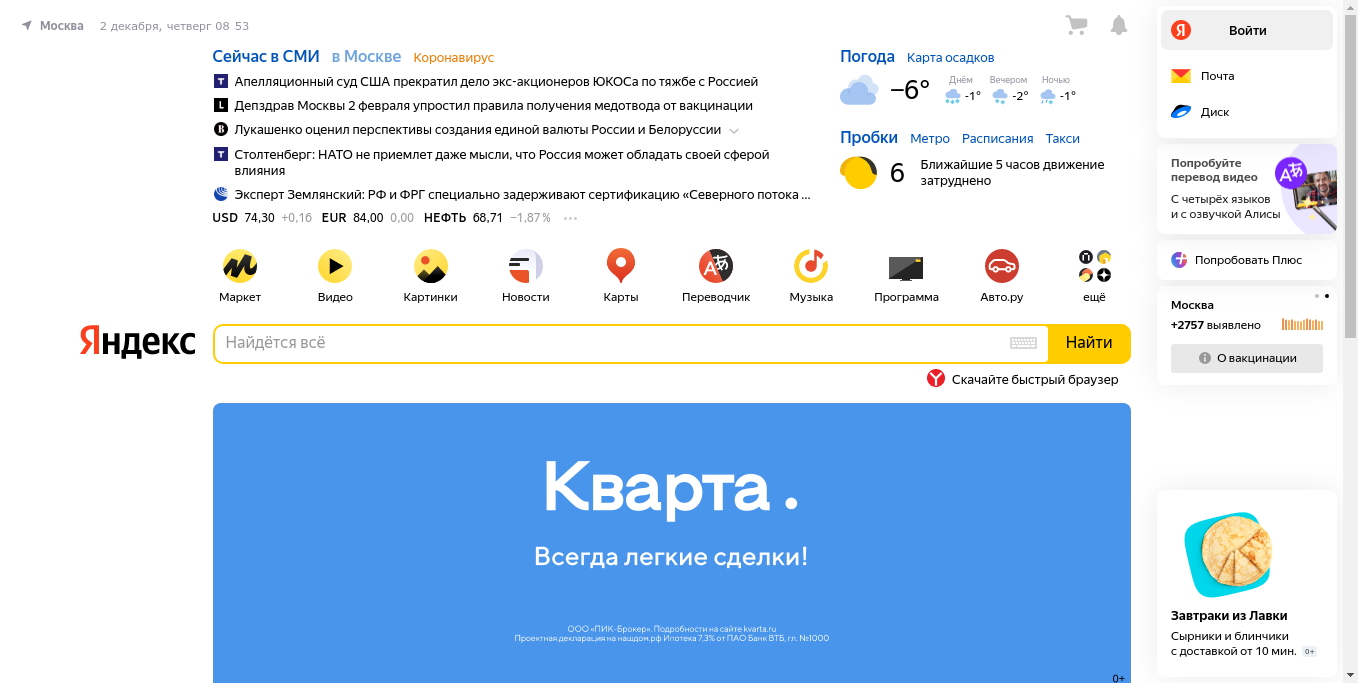 Москва 2 декабря, четверг 08 53
Сейчас в СМИ в Москве Коронавирус
Апелляционный суд США прекратил дело экс-акционеров ЮКОСа по тяжбе с Россией
Депздрав Москвы 2 февраля упростил правила получения медотвода от вакцинации
Лукашенко оценил перспективы создания единой валюты России и Белоруссии
Столтенберг: НАТО не приемлет даже мысли, что Россия может обладать своей сферой
влияния
Эксперт Землянский: РФ и ФРГ специально задерживают сертификацию «Северного потока ...
USD 74,30 +0,16 EUR 84,00 0,00 НЕФТЬ 68,71 −1,87%
Погода Карта осадков
−6° Днём -1° Вечером -2° Ночью -1°
Пробки Метро Расписания Такси
6 Ближайшие 5 часов движение
затруднено
Маркет Видео Картинки Новости Карты Переводчик Музыка Программа Авто.ру ещё
Яндекс Найдётся всё Найти
Скачайте быстрый браузер
Кварта.
Всегда легкие сделки!
ООО «ПИК-Брокер». Подробности на сайте kvarta.ru
Проектная декларация на нашдом.рф Ипотека 7,3% от ПАО Банк ВТБ, г.л. №1000
0+
Войти
Почта
Диск
Попробуйте
перевод видео
С четырёх языков
и с озвучкой Алисы
Попробовать Плюс
Москва
+2757 выявлено
О вакцинации
Завтраки из Лавки
Сырники и блинчики
с доставкой от 10 мин. 0+